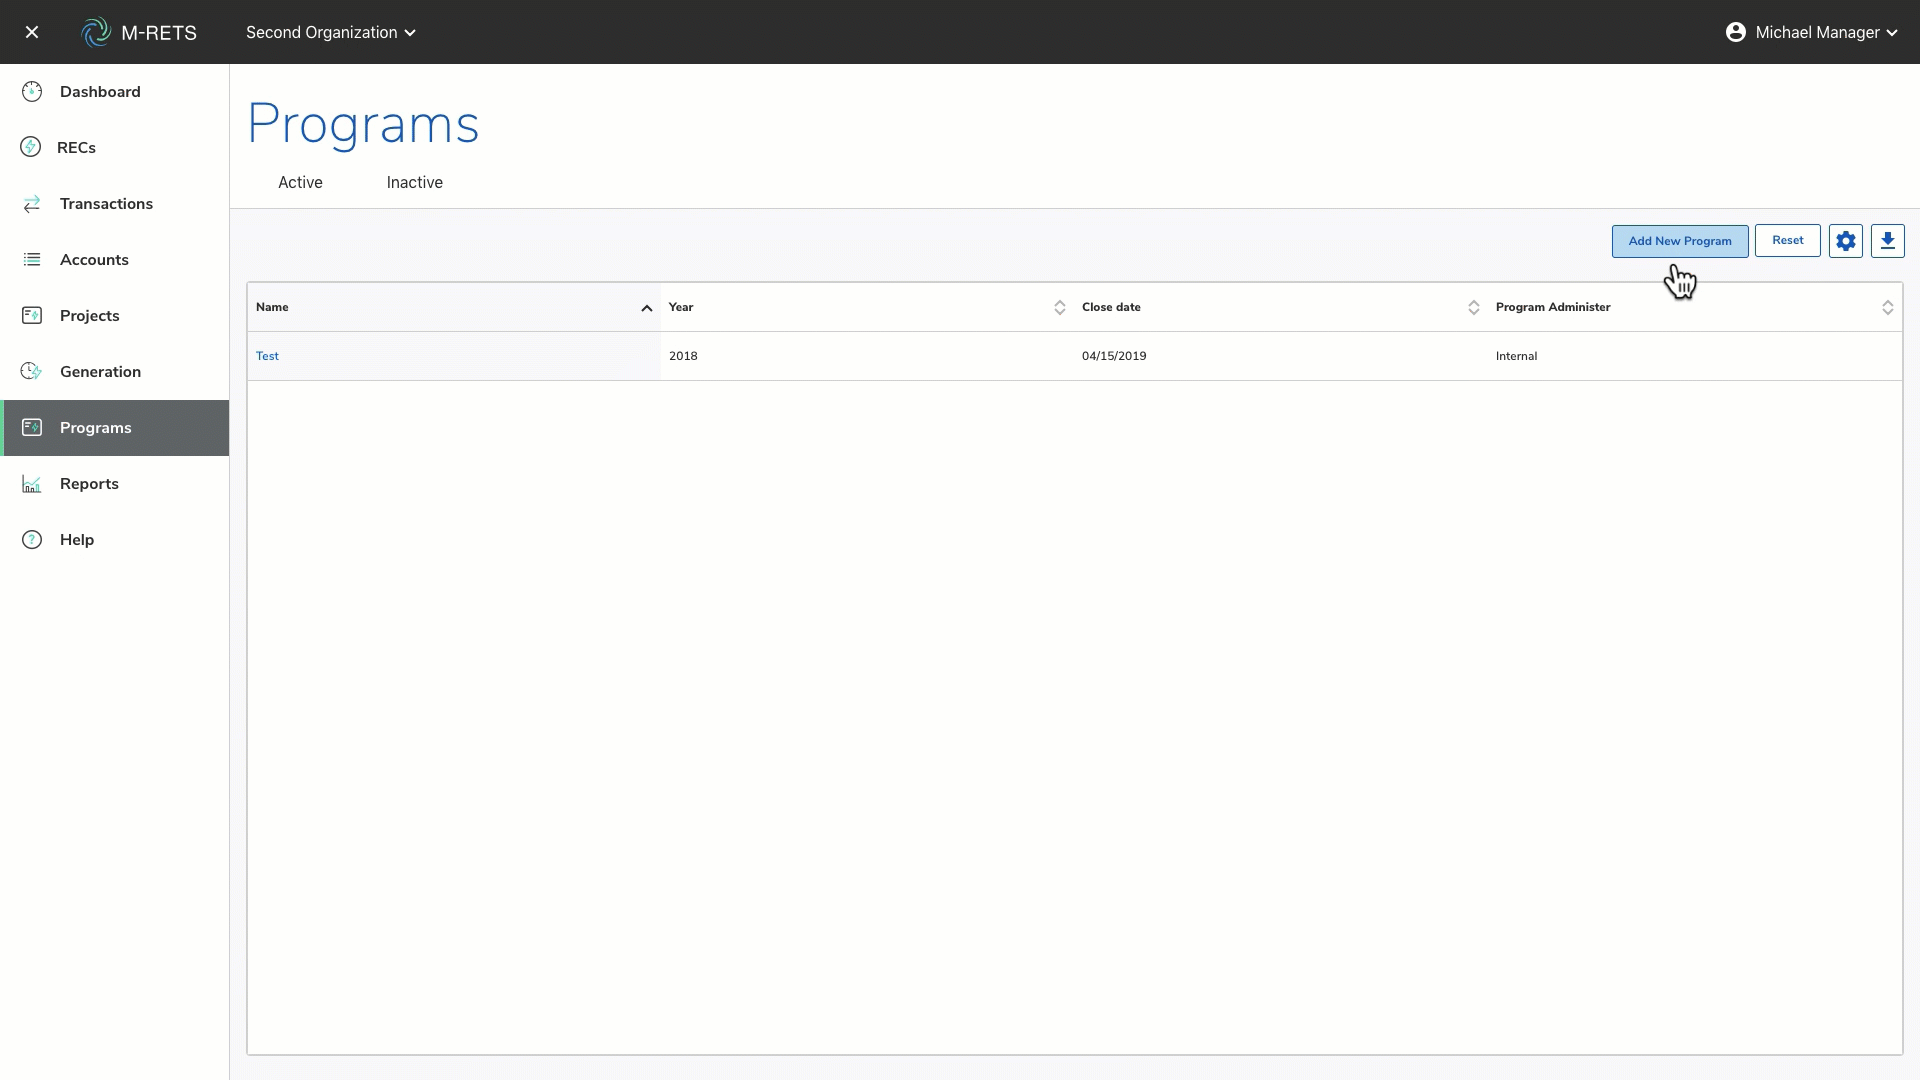 M-RETS
Second Organization
Michael Manager
Dashboard
RECs
Transactions
Accounts
Projects
Generation
Programs
Reports
Help
Programs
Active Inactive
Add New Program Reset
Name Year Close date Program Administer
Test 2018 04/15/2019 Internal